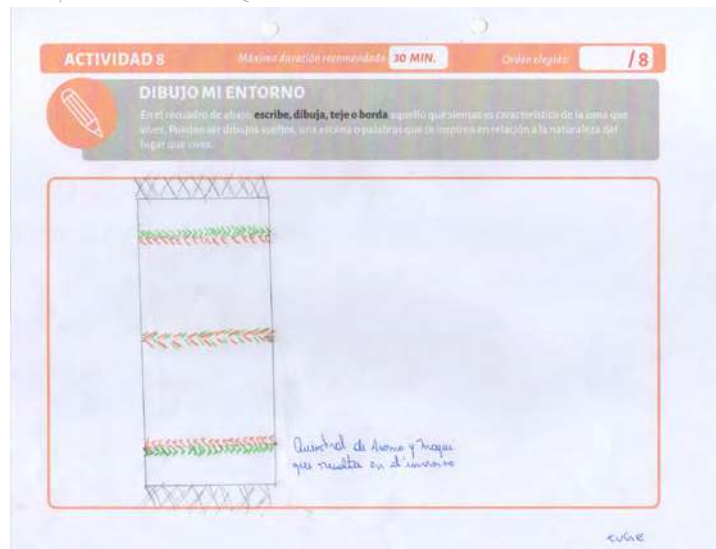 ACTIVIDAD 8
Máxima duración recomendada 30 MIN.
Orden elegido /8
DIBUJO MI ENTORNO
En el recuadro de abajo, escribe, dibuja, teje o borda aquello que sientas es característico de la zona que
vives. Pueden ser dibujos sueltos, una escena o palabras que te inspiren en relación a la naturaleza del
lugar que vives.
Quintral de Aromo y maqui
que resalta en el invierno